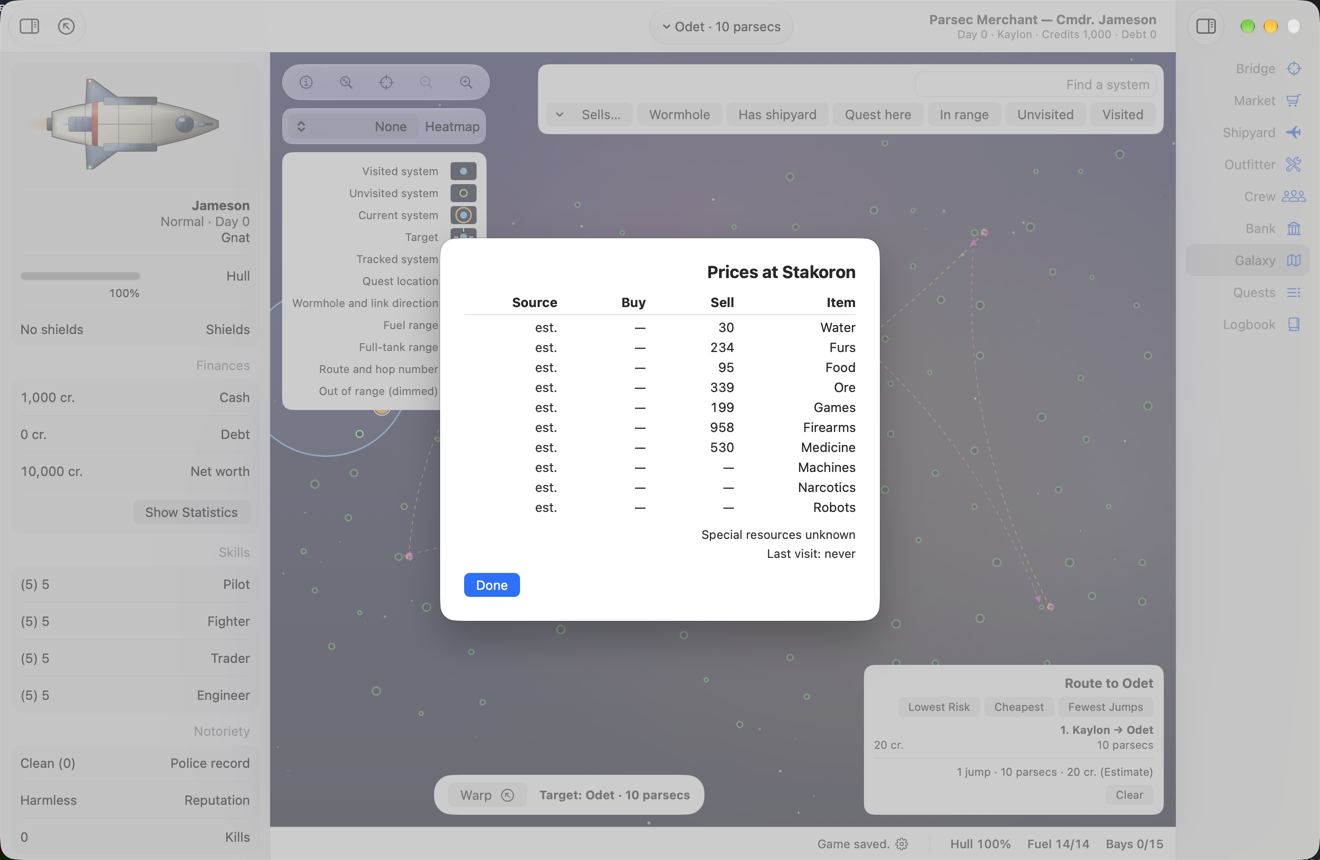 Odet · 10 parsecs
Parsec Merchant — Cmdr. Jameson
Day 0 · Kaylon · Credits 1,000 · Debt 0
Bridge
Market
Shipyard
Outfitter
Crew
Bank
Galaxy
Quests
Logbook
Jameson
Normal · Day 0
Gnat
Hull
100%
No shields Shields
Finances
1,000 cr. Cash
0 cr. Debt
10,000 cr. Net worth
Show Statistics
Skills
(5) 5 Pilot
(5) 5 Fighter
(5) 5 Trader
(5) 5 Engineer
Notoriety
Clean (0) Police record
Harmless Reputation
0 Kills
None Heatmap
Visited system
Unvisited system
Current system
Target
Tracked system
Quest location
Wormhole and link direction
Fuel range
Full-tank range
Route and hop number
Out of range (dimmed)
Find a system
Sells... Wormhole Has shipyard Quest here In range Unvisited Visited
Prices at Stakoron
Source Buy Sell Item
est. — 30 Water
est. — 234 Furs
est. — 95 Food
est. — 339 Ore
est. — 199 Games
est. — 958 Firearms
est. — 530 Medicine
est. — — Machines
est. — — Narcotics
est. — — Robots
Special resources unknown
Last visit: never
Done
Route to Odet
Lowest Risk Cheapest Fewest Jumps
1. Kaylon → Odet
20 cr. 10 parsecs
1 jump · 10 parsecs · 20 cr. (Estimate)
Clear
Warp Target: Odet · 10 parsecs
Game saved. Hull 100% Fuel 14/14 Bays 0/15